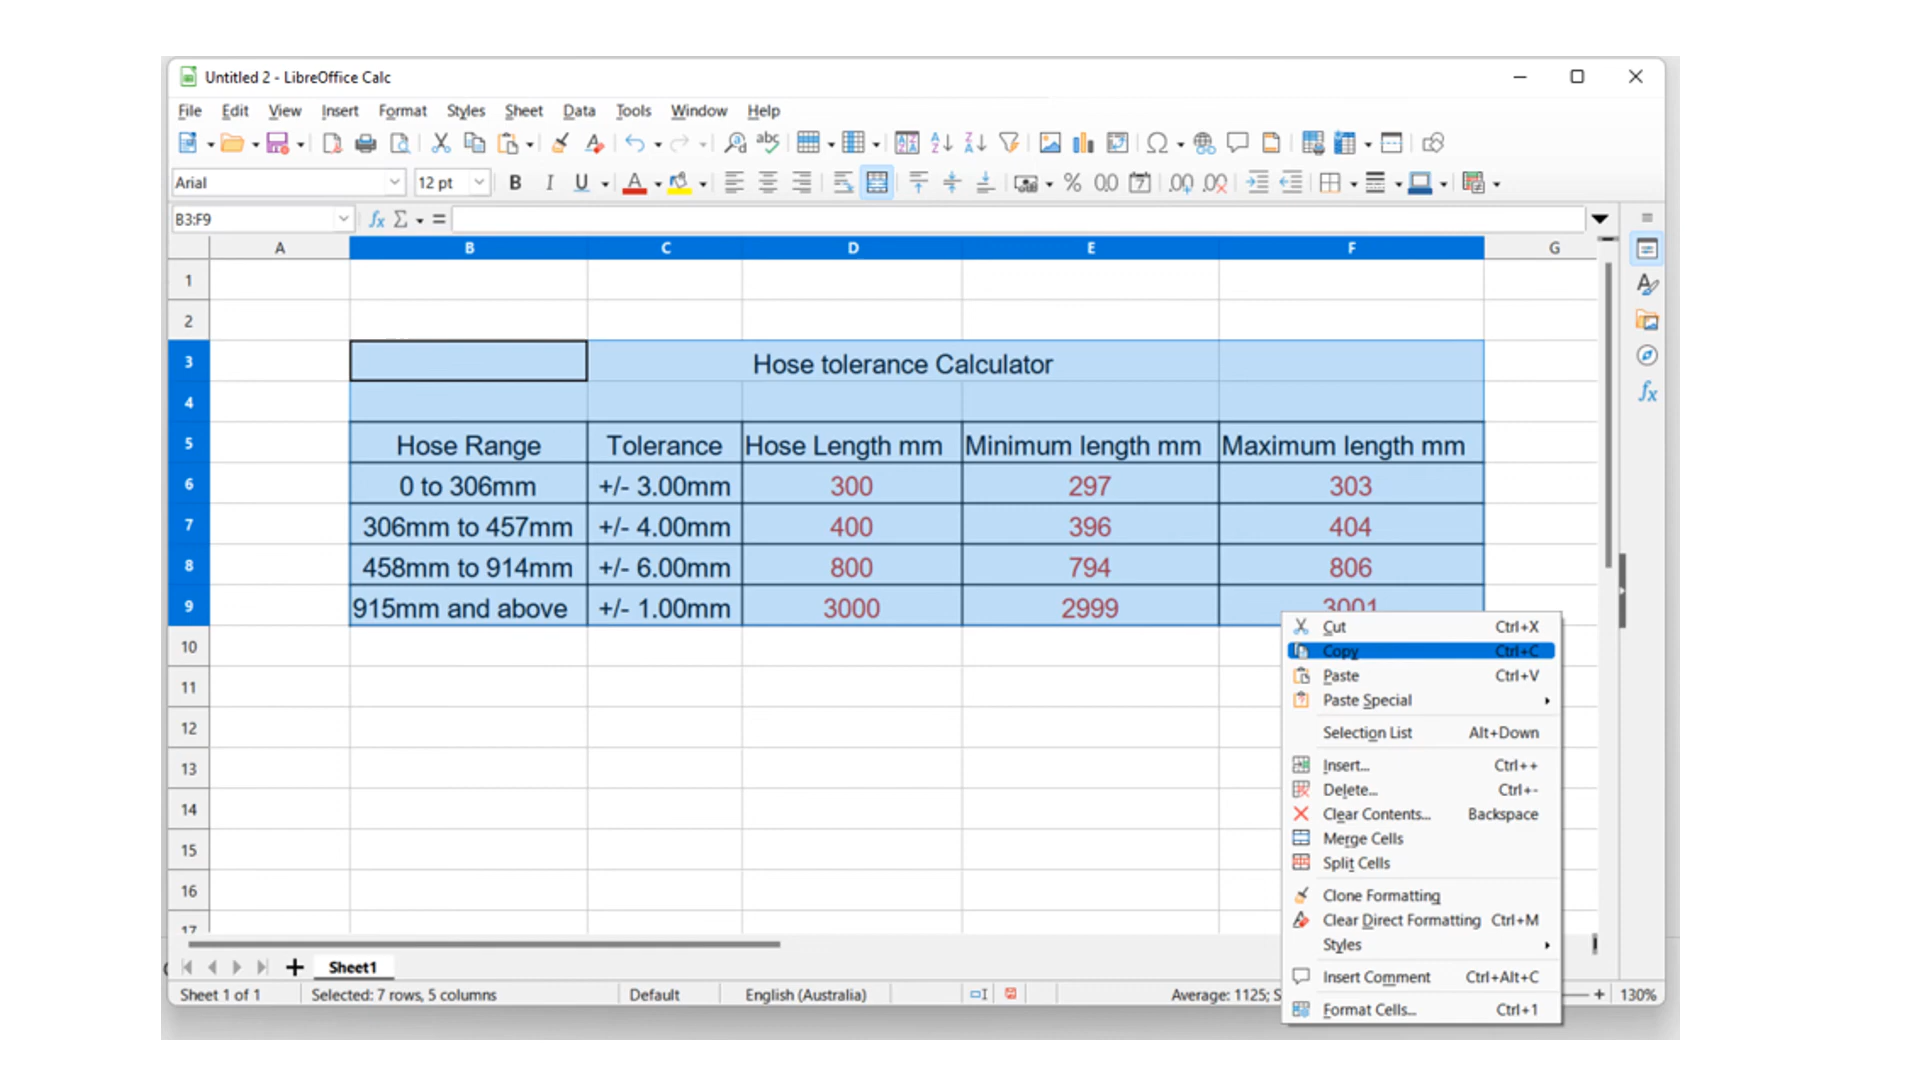 Untitled 2 - LibreOffice Calc
File Edit View Insert Format Styles Sheet Data Tools Window Help
Arial 12 pt
B3:F9
A B C D E F G
1
2
3 Hose tolerance Calculator
4
5 Hose Range Tolerance Hose Length mm Minimum length mm Maximum length mm
6 0 to 306mm +/- 3.00mm 300 297 303
7 306mm to 457mm +/- 4.00mm 400 396 404
8 458mm to 914mm +/- 6.00mm 800 794 806
9 915mm and above +/- 1.00mm 3000 2999 3001
10
11
12
13
14
15
16
17
Cut Ctrl+X
Copy Ctrl+C
Paste Ctrl+V
Paste Special
Selection List Alt+Down
Insert... Ctrl++
Delete... Ctrl+-
Clear Contents... Backspace
Merge Cells
Split Cells
Clone Formatting
Clear Direct Formatting Ctrl+M
Styles
Insert Comment Ctrl+Alt+C
Format Cells... Ctrl+1
Sheet1
Sheet 1 of 1 Selected: 7 rows, 5 columns Default English (Australia) Average: 1125; S 130%